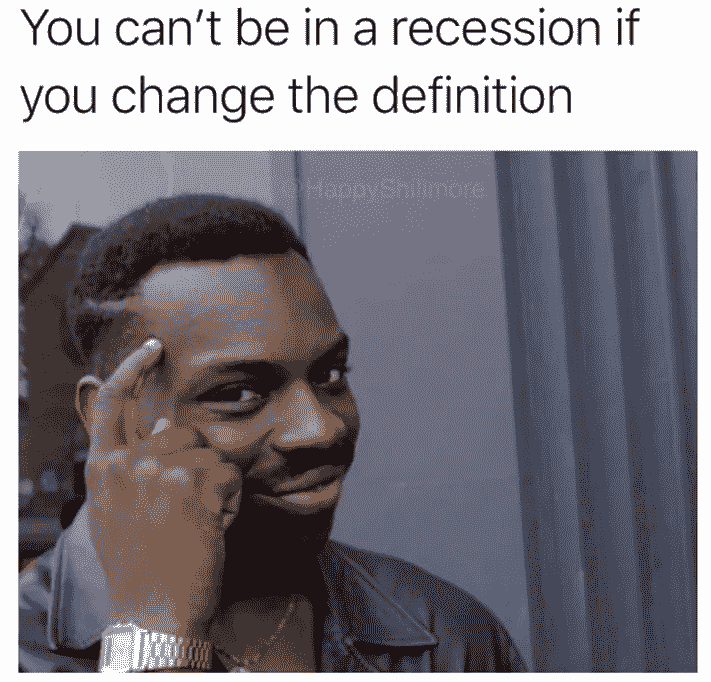 You can’t be in a recession if
you change the definition
HappyShillmore